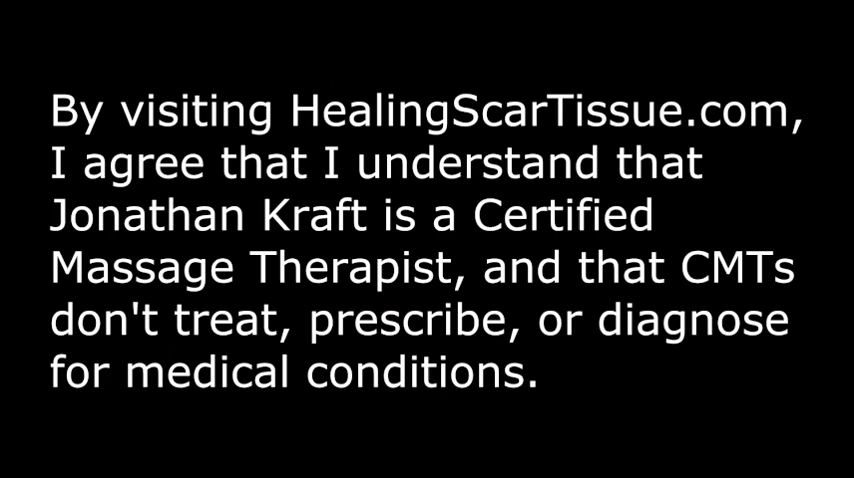 By visiting HealingScarTissue.com,
I agree that I understand that
Jonathan Kraft is a Certified
Massage Therapist, and that CMTs
don't treat, prescribe, or diagnose
for medical conditions.